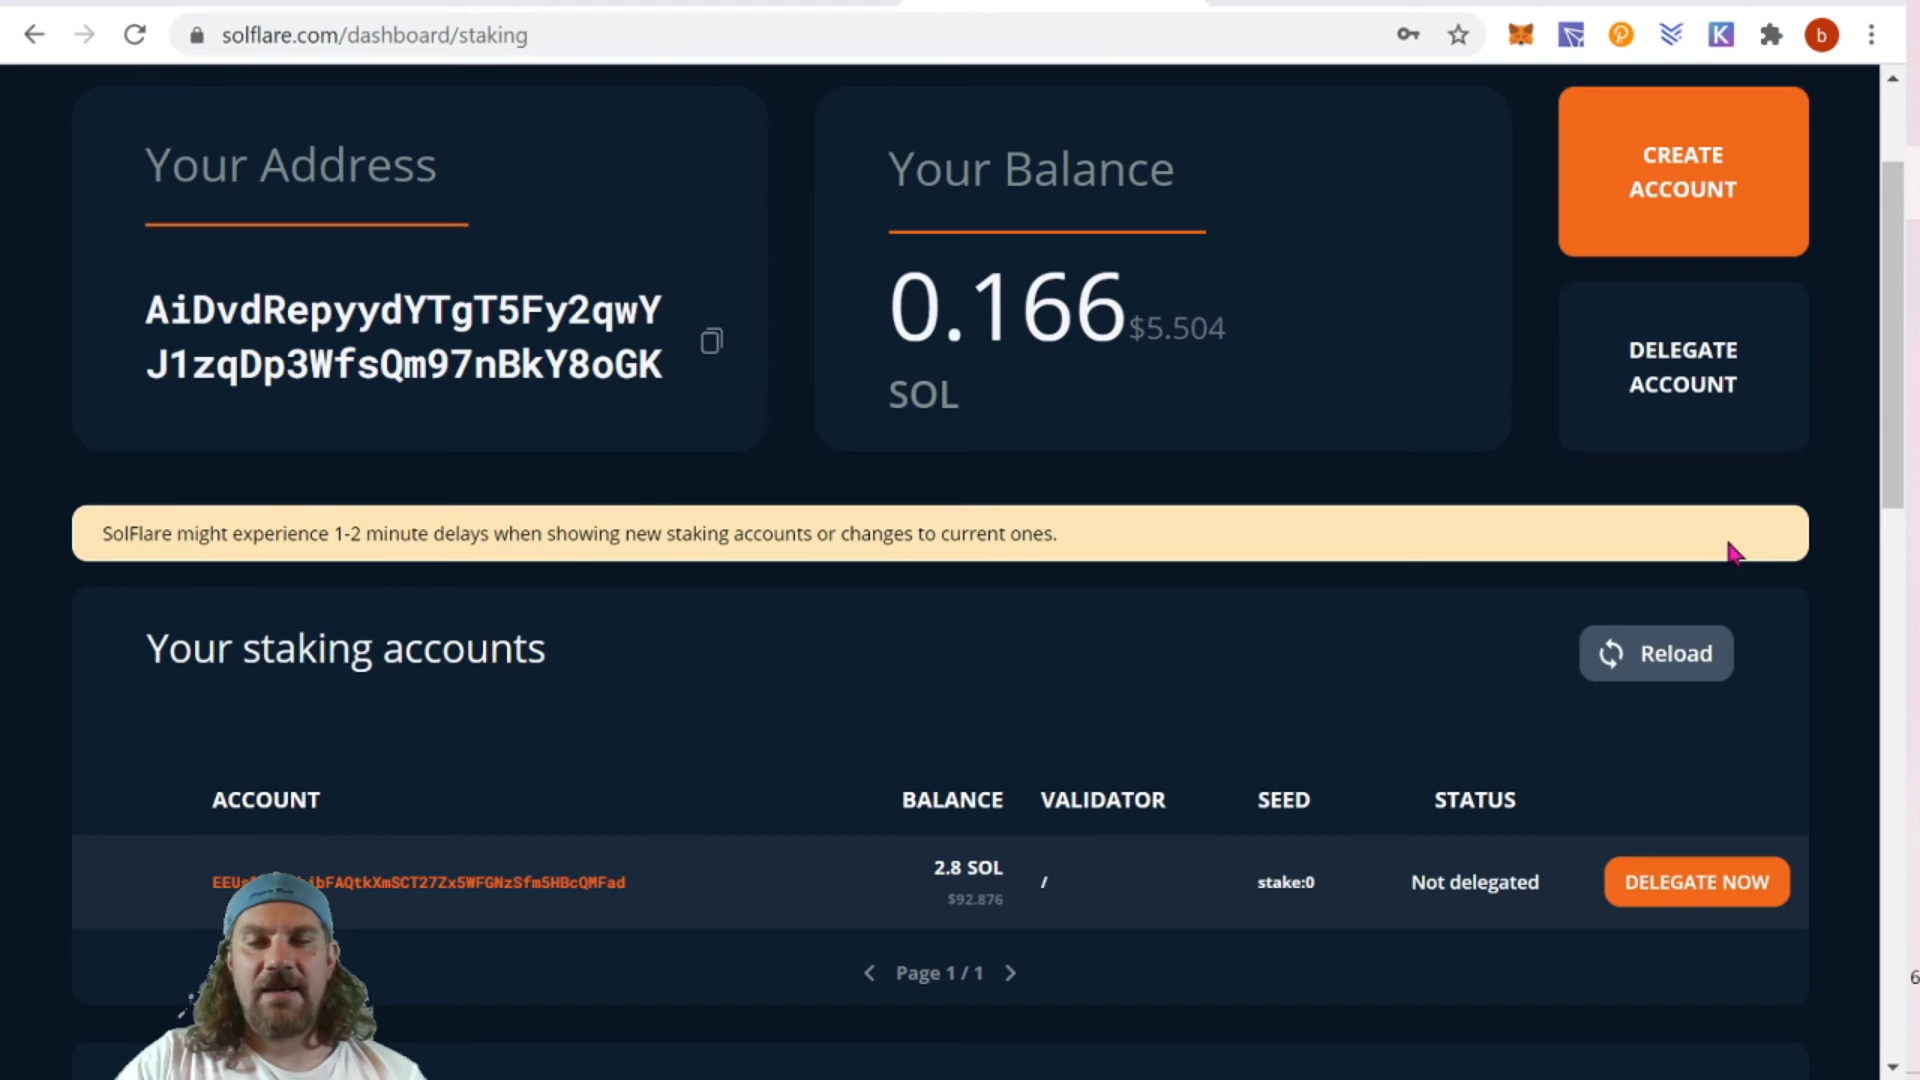 solflare.com/dashboard/staking
b
Your Address
Your Balance
CREATE
ACCOUNT
AiDvdRepyydYTgT5Fy2qwY
J1zqDp3WfsQm97nBkY8oGK
0.166 $5.504
SOL
DELEGATE
ACCOUNT
SolFlare might experience 1-2 minute delays when showing new staking accounts or changes to current ones.
Your staking accounts
Reload
ACCOUNT BALANCE VALIDATOR SEED STATUS
2.8 SOL / stake:0 Not delegated DELEGATE NOW
$92.876
Page 1 / 1
6